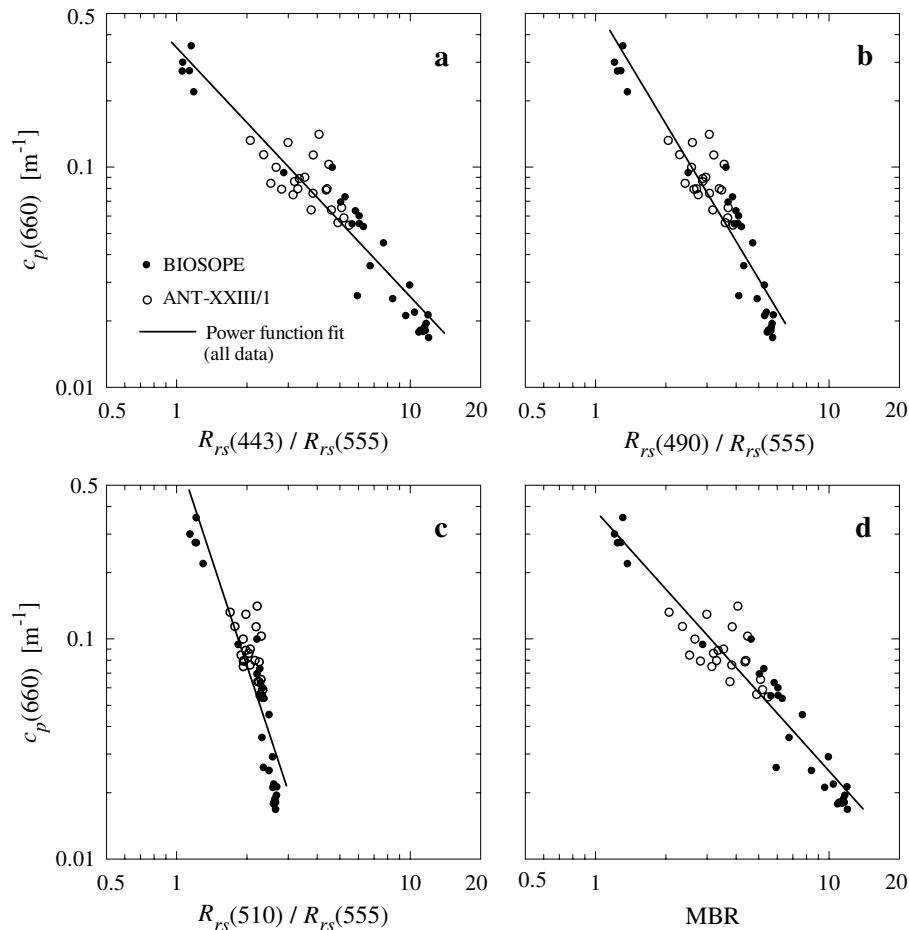 0.5
a
0.1
c_p(660) [m⁻¹]
BIOSOPE
ANT-XXIII/1
Power function fit
(all data)
0.01
0.5 1 10 20
R_rs(443) / R_rs(555)
b
0.5 1 10 20
R_rs(490) / R_rs(555)
0.5
c
0.1
c_p(660) [m⁻¹]
0.01
0.5 1 10 20
R_rs(510) / R_rs(555)
d
0.5 1 10 20
MBR